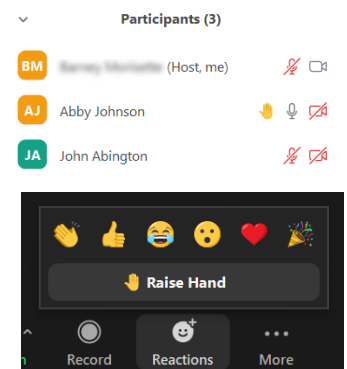 Participants (3)
BM (Host, me)
AJ Abby Johnson
JA John Abington
Raise Hand
Record Reactions More